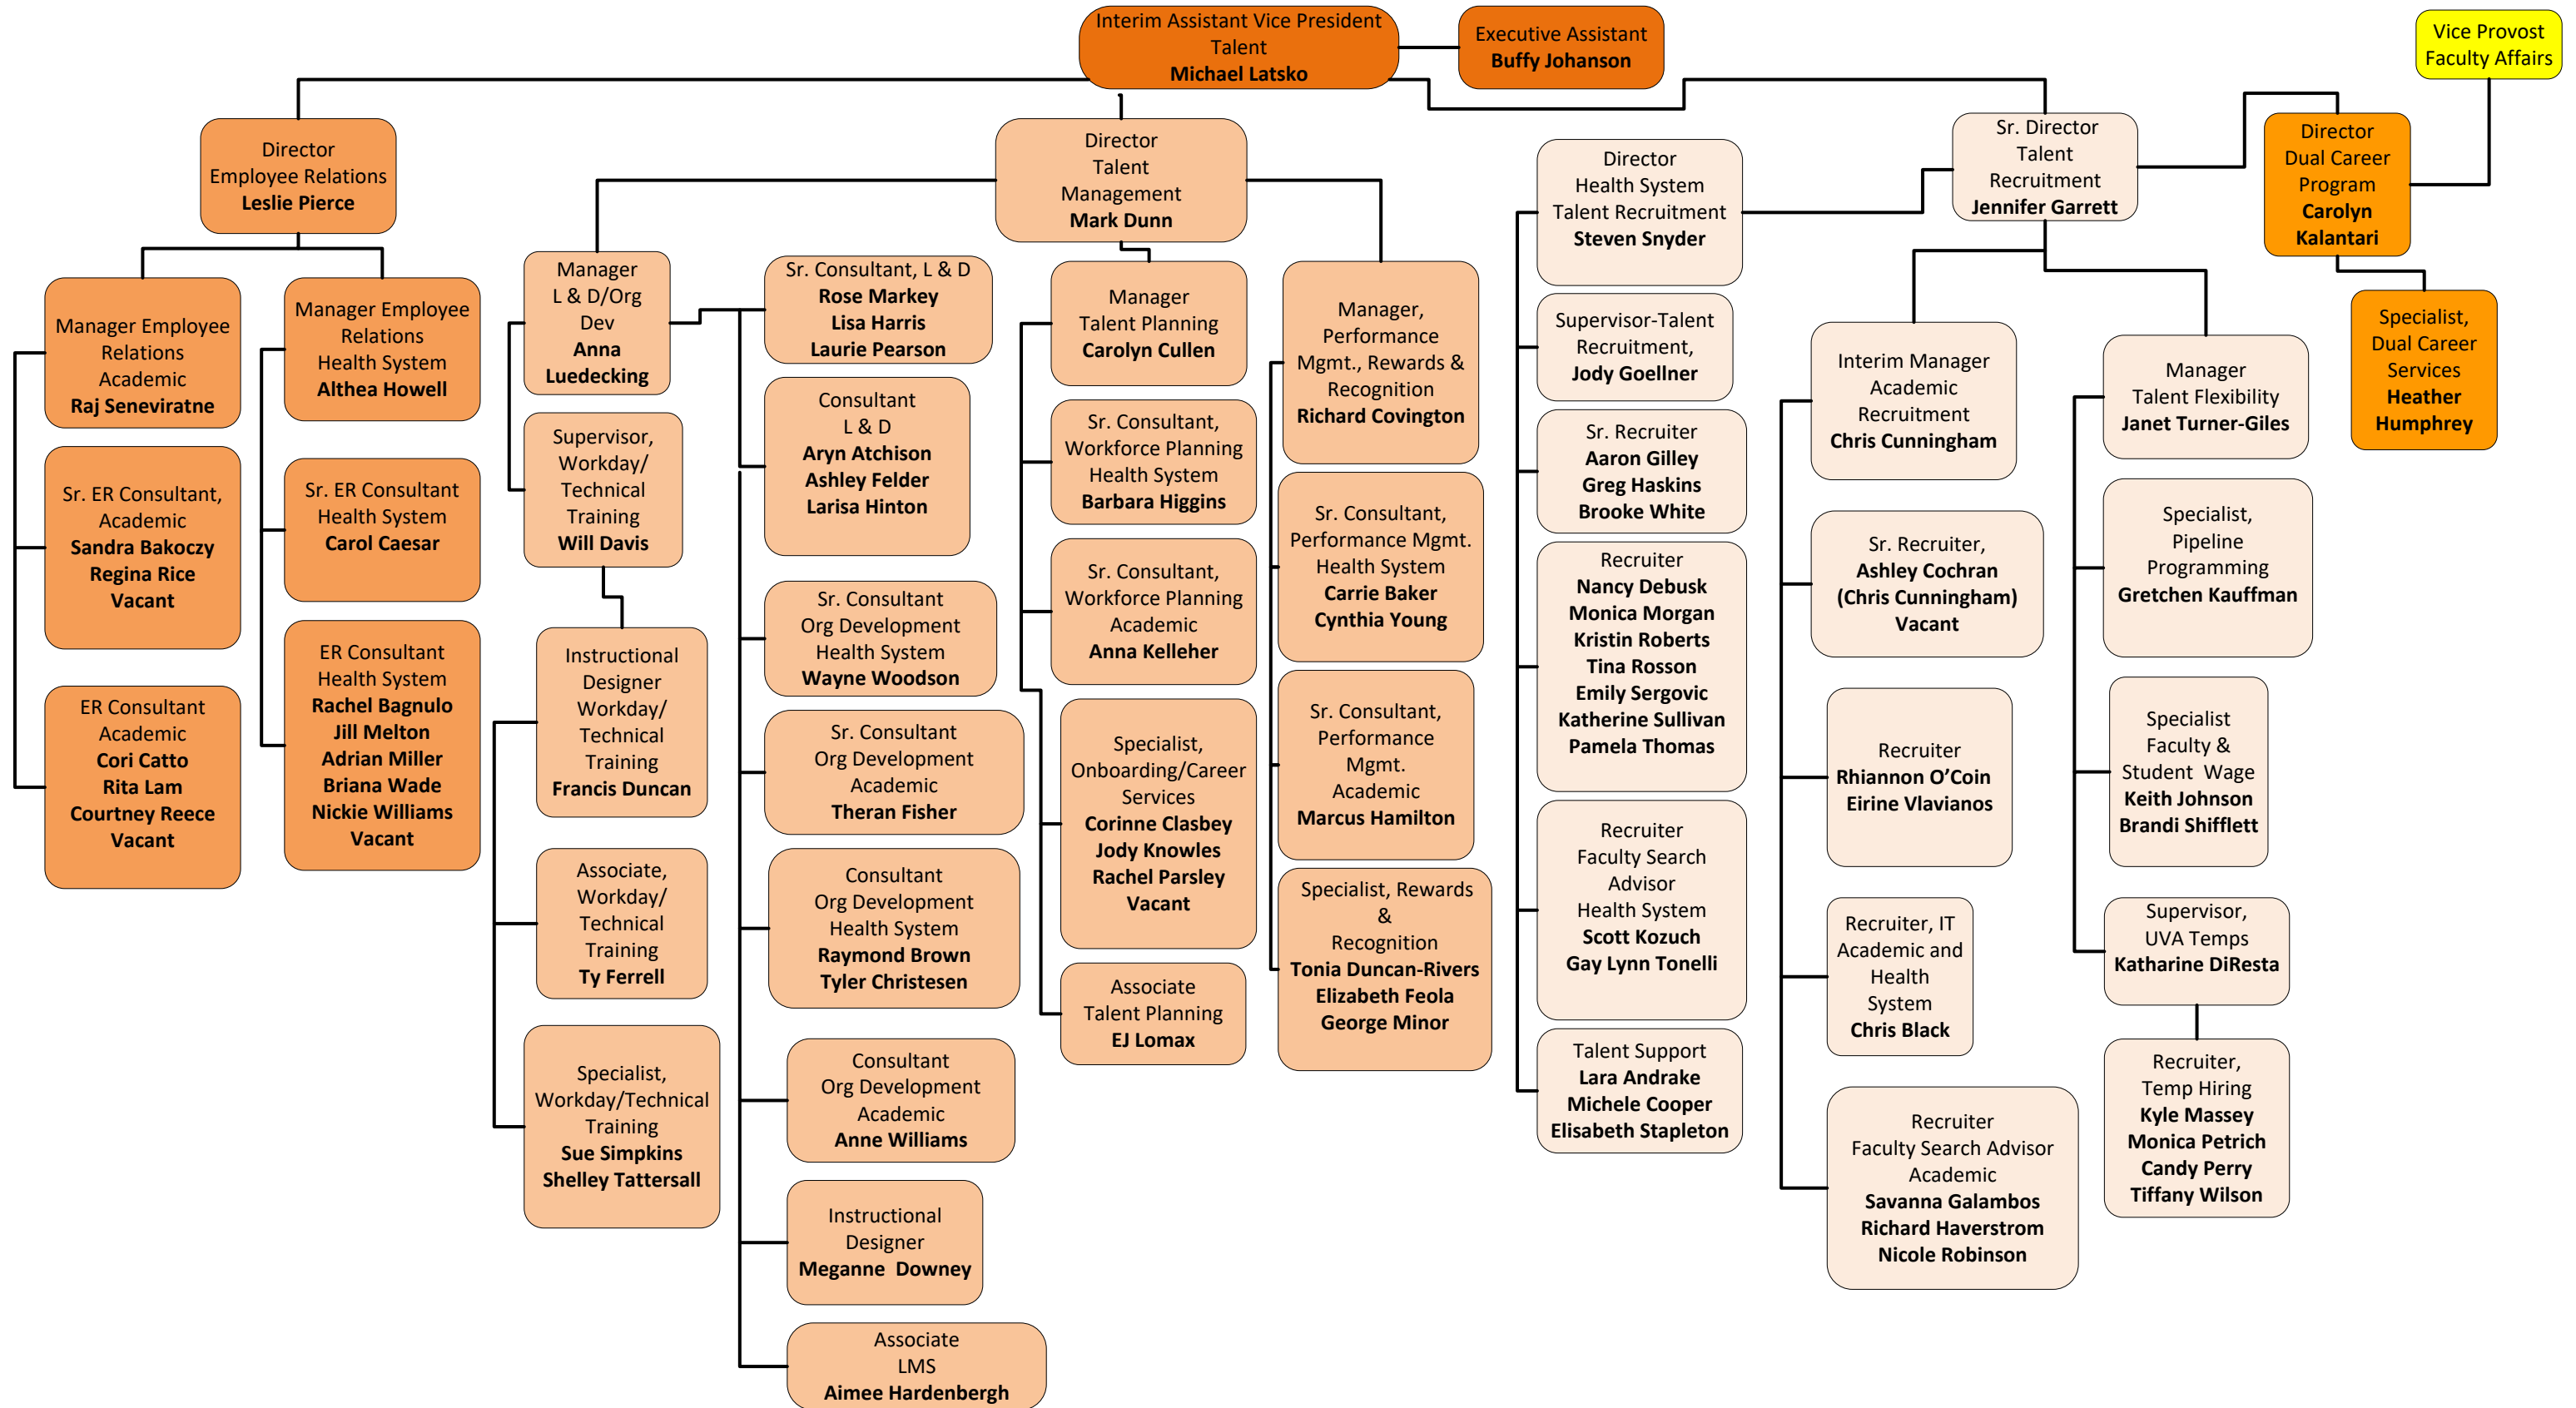 Interim Assistant Vice President
Talent
Michael Latsko
Executive Assistant
Buffy Johanson
Vice Provost
Faculty Affairs
Director
Employee Relations
Leslie Pierce
Manager Employee
Relations
Academic
Raj Seneviratne
Sr. ER Consultant,
Academic
Sandra Bakoczy
Regina Rice
Vacant
ER Consultant
Academic
Cori Catto
Rita Lam
Courtney Reece
Vacant
Manager Employee
Relations
Health System
Althea Howell
Sr. ER Consultant
Health System
Carol Caesar
ER Consultant
Health System
Rachel Bagnulo
Jill Melton
Adrian Miller
Briana Wade
Nickie Williams
Vacant
Director
Talent
Management
Mark Dunn
Manager
L & D/Org
Dev
Anna
Luedecking
Supervisor,
Workday/
Technical
Training
Will Davis
Instructional
Designer
Workday/
Technical
Training
Francis Duncan
Associate,
Workday/
Technical
Training
Ty Ferrell
Specialist,
Workday/Technical
Training
Sue Simpkins
Shelley Tattersall
Sr. Consultant, L & D
Rose Markey
Lisa Harris
Laurie Pearson
Consultant
L & D
Aryn Atchison
Ashley Felder
Larisa Hinton
Sr. Consultant
Org Development
Health System
Wayne Woodson
Sr. Consultant
Org Development
Academic
Theran Fisher
Consultant
Org Development
Health System
Raymond Brown
Tyler Christesen
Consultant
Org Development
Academic
Anne Williams
Instructional
Designer
Meganne  Downey
Associate
LMS
Aimee Hardenbergh
Manager
Talent Planning
Carolyn Cullen
Sr. Consultant,
Workforce Planning
Health System
Barbara Higgins
Sr. Consultant,
Workforce Planning
Academic
Anna Kelleher
Specialist,
Onboarding/Career
Services
Corinne Clasbey
Jody Knowles
Rachel Parsley
Vacant
Associate
Talent Planning
EJ Lomax
Manager,
Performance
Mgmt., Rewards &
Recognition
Richard Covington
Sr. Consultant,
Performance Mgmt.
Health System
Carrie Baker
Cynthia Young
Sr. Consultant,
Performance
Mgmt.
Academic
Marcus Hamilton
Specialist, Rewards
&
Recognition
Tonia Duncan-Rivers
Elizabeth Feola
George Minor
Director
Health System
Talent Recruitment
Steven Snyder
Supervisor-Talent
Recruitment,
Jody Goellner
Sr. Recruiter
Aaron Gilley
Greg Haskins
Brooke White
Recruiter
Nancy Debusk
Monica Morgan
Kristin Roberts
Tina Rosson
Emily Sergovic
Katherine Sullivan
Pamela Thomas
Recruiter
Faculty Search
Advisor
Health System
Scott Kozuch
Gay Lynn Tonelli
Talent Support
Lara Andrake
Michele Cooper
Elisabeth Stapleton
Sr. Director
Talent
Recruitment
Jennifer Garrett
Interim Manager
Academic
Recruitment
Chris Cunningham
Sr. Recruiter,
Ashley Cochran
(Chris Cunningham)
Vacant
Recruiter
Rhiannon O’Coin
Eirine Vlavianos
Recruiter, IT
Academic and
Health
System
Chris Black
Recruiter
Faculty Search Advisor
Academic
Savanna Galambos
Richard Haverstrom
Nicole Robinson
Manager
Talent Flexibility
Janet Turner-Giles
Specialist,
Pipeline
Programming
Gretchen Kauffman
Specialist
Faculty &
Student  Wage
Keith Johnson
Brandi Shifflett
Supervisor,
UVA Temps
Katharine DiResta
Recruiter,
Temp Hiring
Kyle Massey
Monica Petrich
Candy Perry
Tiffany Wilson
Director
Dual Career
Program
Carolyn
Kalantari
Specialist,
Dual Career
Services
Heather
Humphrey